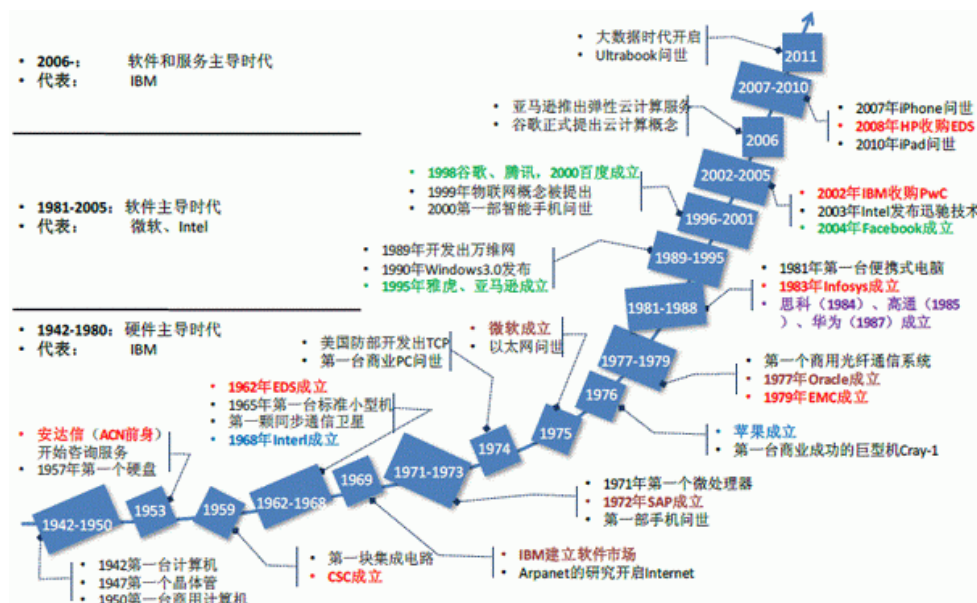 • 2006-： 软件和服务主导时代
• 代表： IBM
• 1981-2005：软件主导时代
• 代表： 微软、Intel
• 1942-1980：硬件主导时代
• 代表： IBM
• 大数据时代开启
• Ultrabook问世
2011
2007-2010
• 2007年iPhone问世
• 2008年HP收购EDS
• 2010年iPad问世
• 亚马逊推出弹性云计算服务
• 谷歌正式提出云计算概念
2006
2002-2005
• 2002年IBM收购PwC
• 2003年Intel发布迅驰技术
• 2004年Facebook成立
• 1998谷歌、腾讯，2000百度成立
• 1999年物联网概念被提出
• 2000第一部智能手机问世
1996-2001
• 1989年开发出万维网
• 1990年Windows3.0发布
• 1995年雅虎、亚马逊成立
1989-1995
1981-1988
• 1981年第一台便携式电脑
• 1983年Infosys成立
• 思科（1984）、高通（1985
）、华为（1987）成立
1977-1979
• 第一个商用光纤通信系统
• 1977年Oracle成立
• 1979年EMC成立
1976
• 苹果成立
• 第一台商业成功的巨型机Cray-1
• 微软成立
• 以太网问世
1975
• 美国防部开发出TCP
• 第一台商业PC问世
1974
1971-1973
• 1971年第一个微处理器
• 1972年SAP成立
• 第一部手机问世
1969
• IBM建立软件市场
• Arpanet的研究开启Internet
• 1962年EDS成立
• 1965年第一台标准小型机
• 第一颗同步通信卫星
• 1968年Interl成立
1962-1968
1959
• 第一块集成电路
• CSC成立
• 安达信（ACN前身）
开始咨询服务
• 1957年第一个硬盘
1953
1942-1950
• 1942第一台计算机
• 1947第一个晶体管
• 1950第一台商用计算机